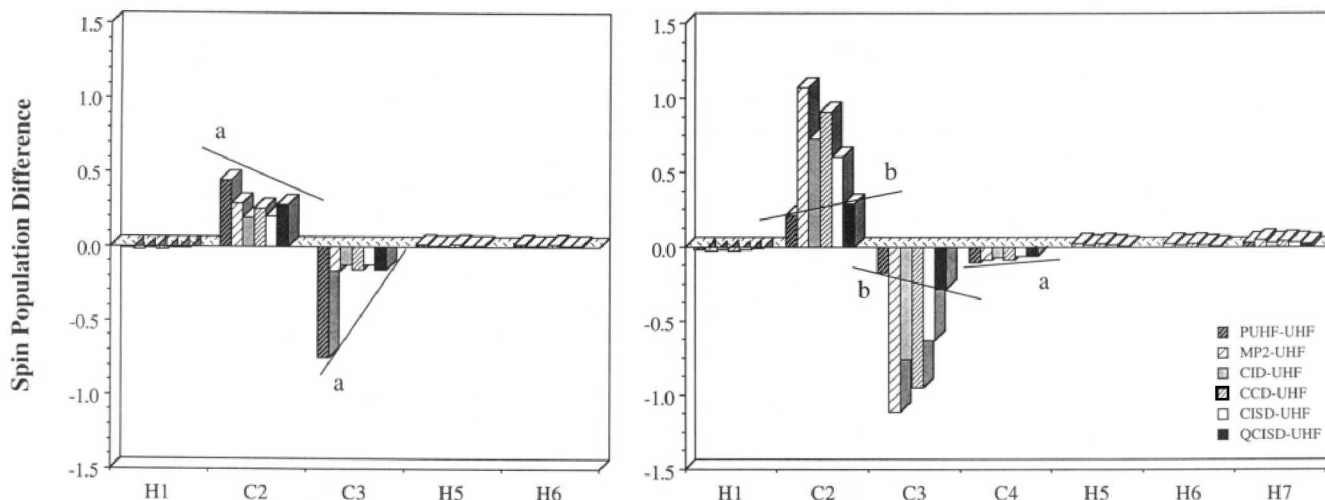 Spin Population Difference
1.5
1.0
0.5
0.0
-0.5
-1.0
-1.5
a
a
H1 C2 C3 H5 H6
1.5
1.0
0.5
0.0
-0.5
-1.0
-1.5
b
b
a
PUHF-UHF
MP2-UHF
CID-UHF
CCD-UHF
CISD-UHF
QCISD-UHF
H1 C2 C3 C4 H5 H6 H7